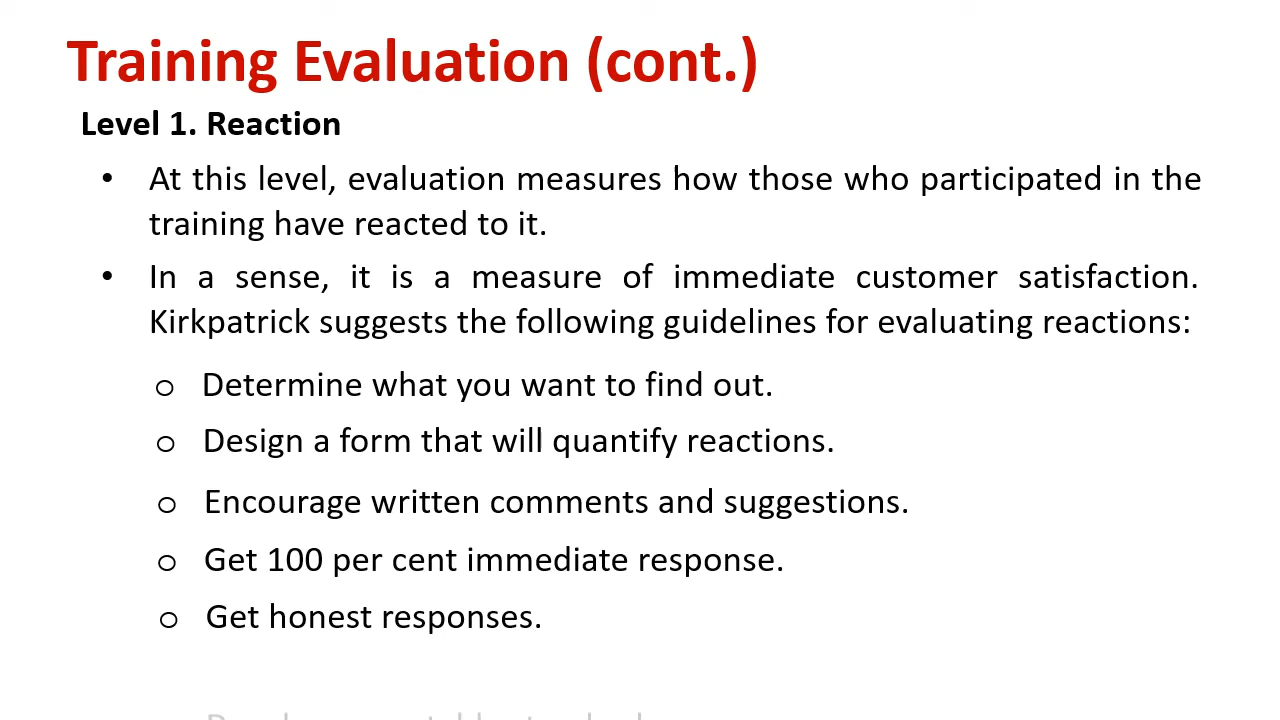 Training Evaluation (cont.)
Level 1. Reaction
• At this level, evaluation measures how those who participated in the
training have reacted to it.
• In a sense, it is a measure of immediate customer satisfaction.
Kirkpatrick suggests the following guidelines for evaluating reactions:
o Determine what you want to find out.
o Design a form that will quantify reactions.
o Encourage written comments and suggestions.
o Get 100 per cent immediate response.
o Get honest responses.